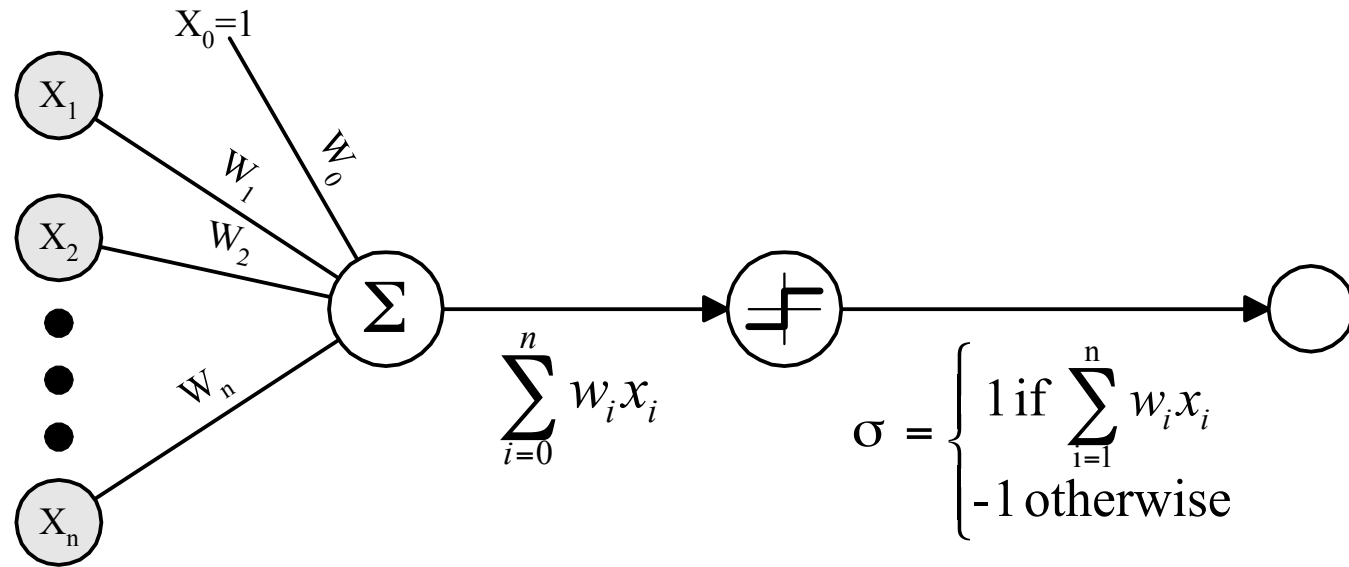 X₀=1
X₁
W₀
W₁
X₂
W₂
Σ
Wₙ
Xₙ
n
∑ wᵢxᵢ
i=0
σ = { 1 if n∑i=1 wᵢxᵢ
-1 otherwise